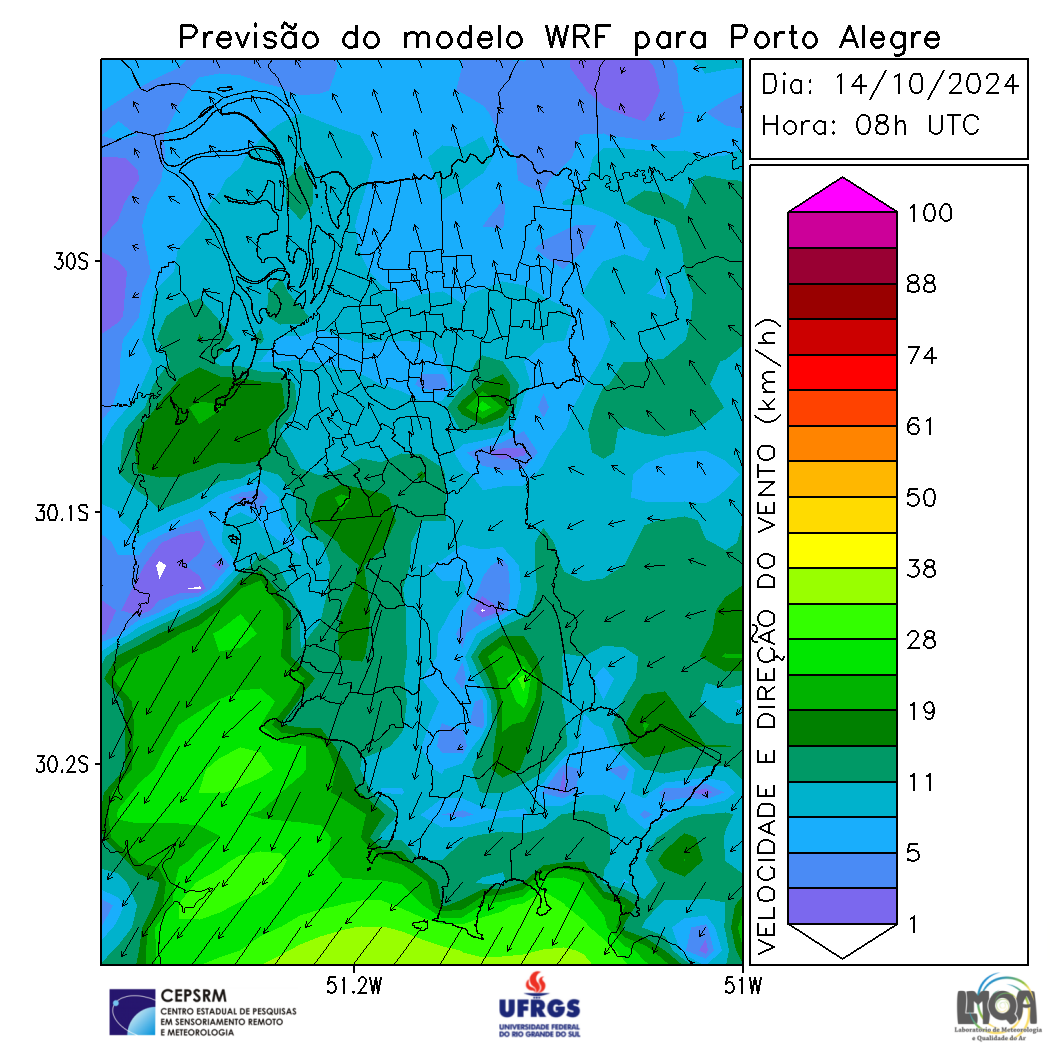 Previsão do modelo WRF para Porto Alegre
Dia: 14/10/2024
Hora: 08h UTC
30S
30.1S
30.2S
51.2W
51W
VELOCIDADE E DIREÇÃO DO VENTO (km/h)
100
88
74
61
50
38
28
19
11
5
1
CEPSRM
CENTRO ESTADUAL DE PESQUISAS
EM SENSORIAMENTO REMOTO
E METEOROLOGIA
UFRGS
UNIVERSIDADE FEDERAL
DO RIO GRANDE DO SUL
LMQA
Laboratório de Meteorologia
e Qualidade do Ar